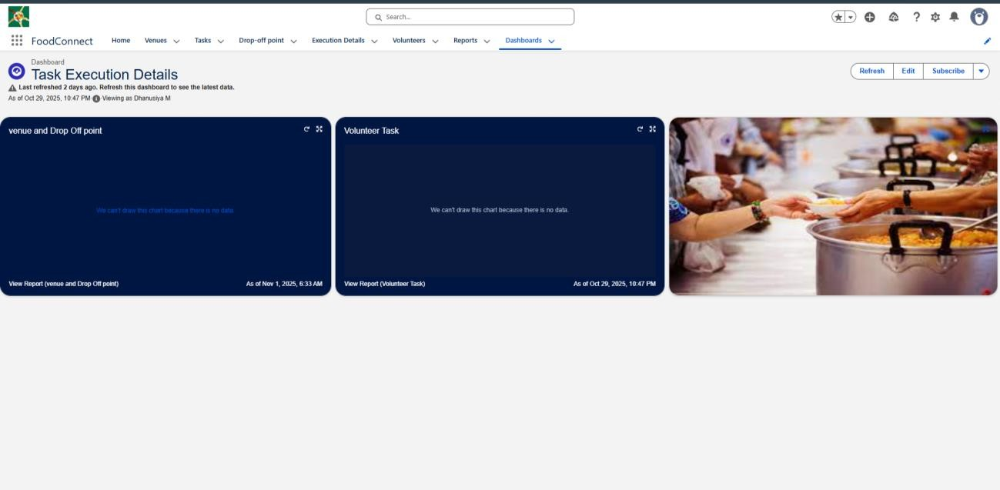 Search...
FoodConnect
Home
Venues
Tasks
Drop-off point
Execution Details
Volunteers
Reports
Dashboards
Dashboard
Task Execution Details
Last refreshed 2 days ago. Refresh this dashboard to see the latest data.
As of Oct 29, 2025, 10:47 PM Viewing as Dhanusiya M
Refresh
Edit
Subscribe
venue and Drop Off point
We can't draw this chart because there is no data.
View Report (venue and Drop Off point)
As of Nov 1, 2025, 6:33 AM
Volunteer Task
We can't draw this chart because there is no data.
View Report (Volunteer Task)
As of Oct 29, 2025, 10:47 PM